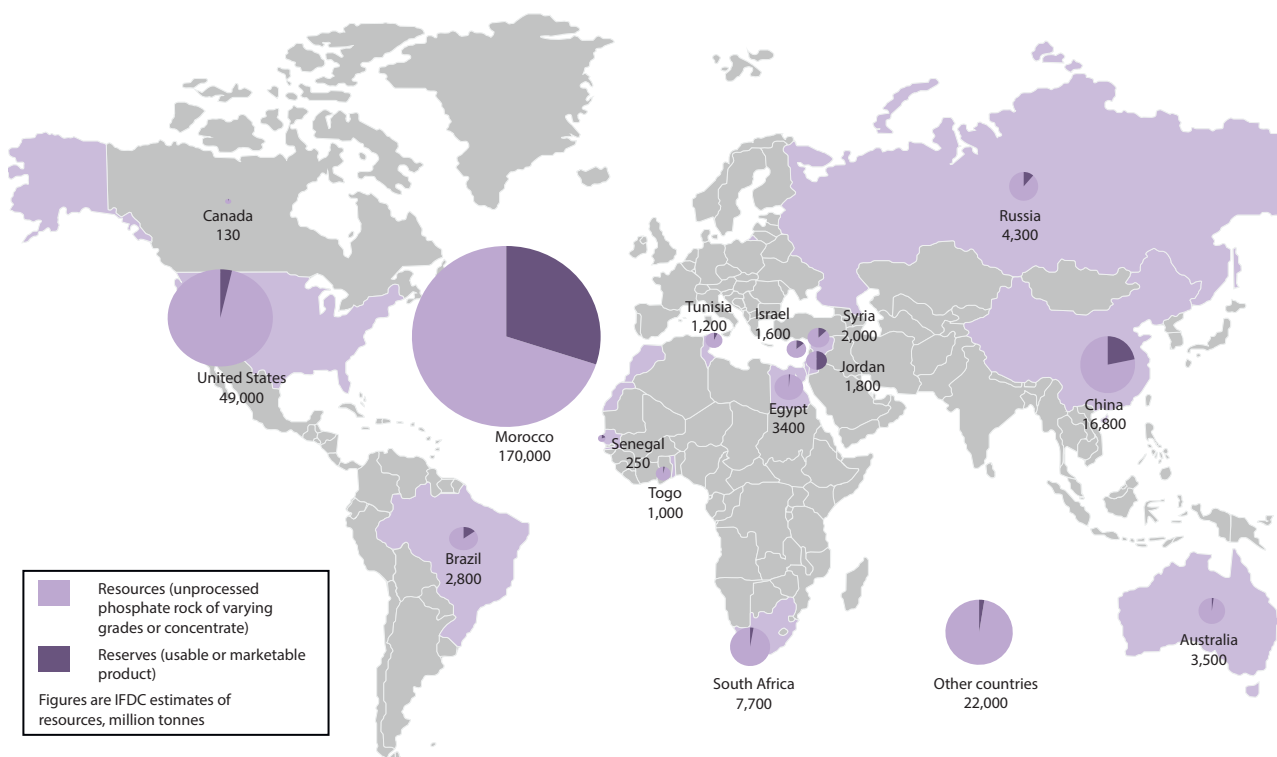 Canada
130
Russia
4,300
United States
49,000
Morocco
170,000
Tunisia
1,200
Israel
1,600
Syria
2,000
Jordan
1,800
Egypt
3400
China
16,800
Senegal
250
Togo
1,000
Brazil
2,800
South Africa
7,700
Other countries
22,000
Australia
3,500
Resources (unprocessed
phosphate rock of varying
grades or concentrate)
Reserves (usable or marketable
product)
Figures are IFDC estimates of
resources, million tonnes